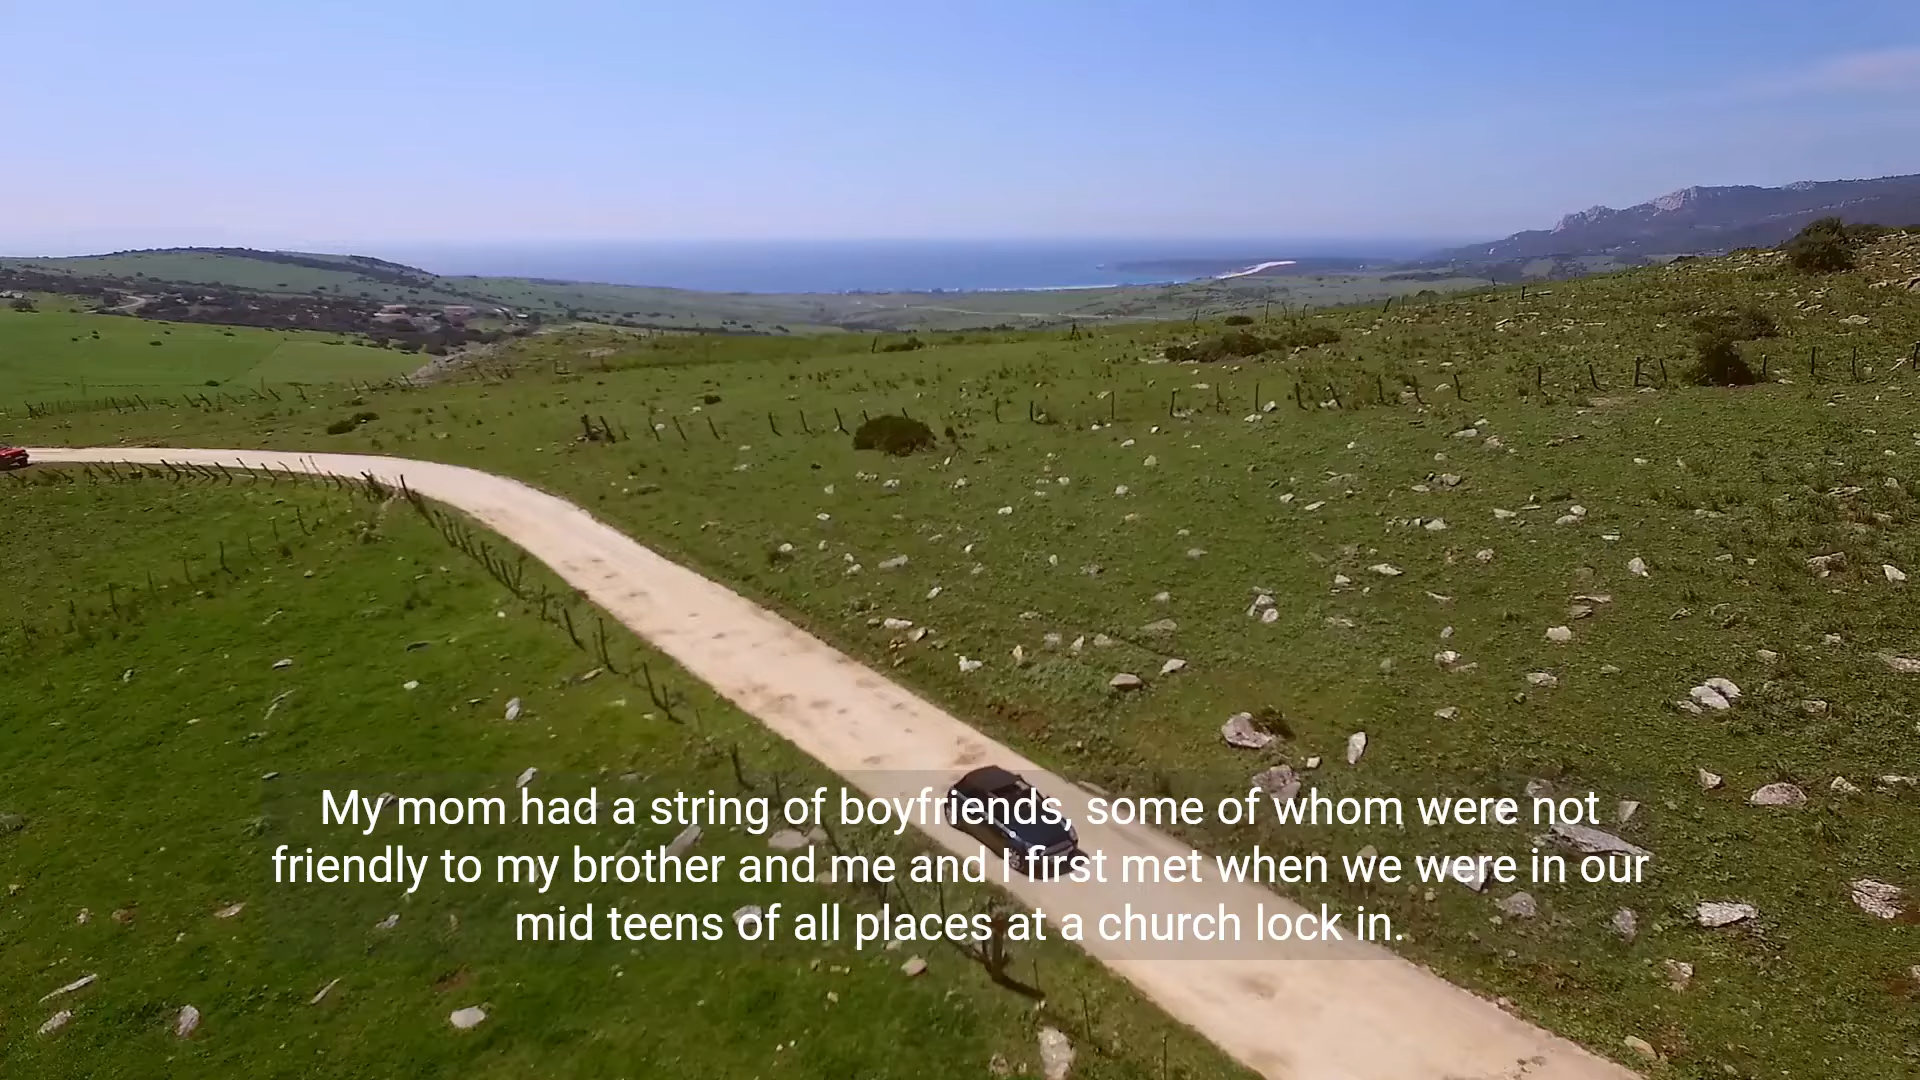 My mom had a string of boyfriends, some of whom were not
friendly to my brother and me and I first met when we were in our
mid teens of all places at a church lock in.